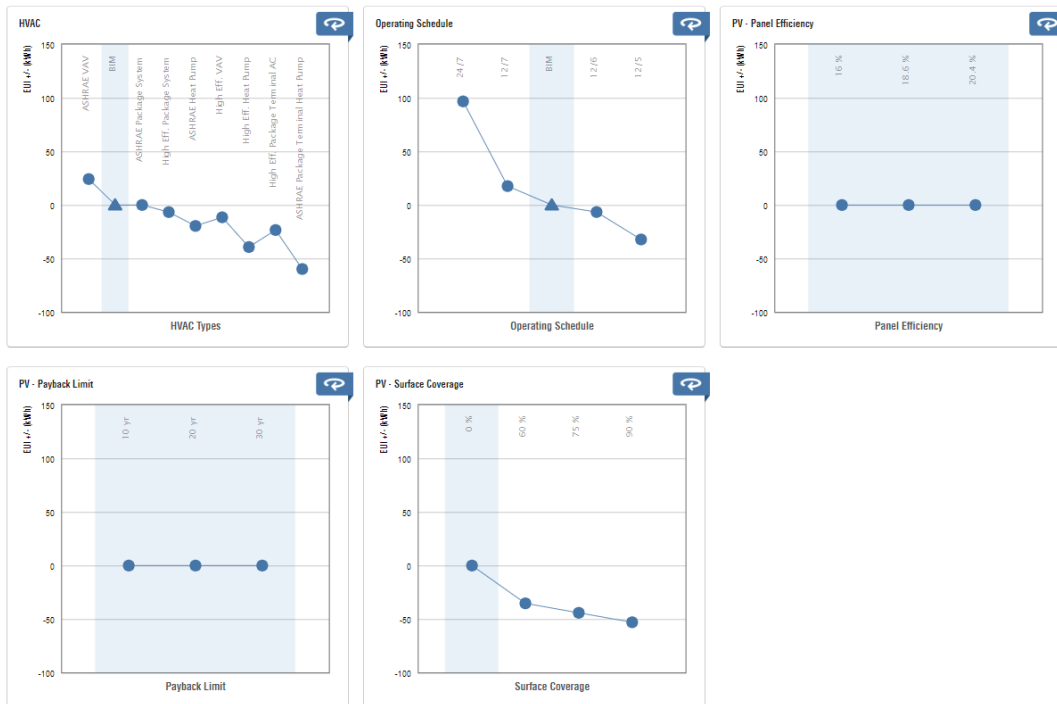 HVAC
EUI +/- (kWh)
150
100
50
0
-50
-100
ASHRAE VAV
BIM
ASHRAE Package System
High Eff. Package System
ASHRAE Heat Pump
High Eff. VAV
High Eff. Heat Pump
High Eff. Package Terminal AC
ASHRAE Package Terminal Heat Pump
HVAC Types
Operating Schedule
EUI +/- (kWh)
150
100
50
0
-50
-100
24/7
12/7
BIM
12/6
12/5
Operating Schedule
PV - Panel Efficiency
EUI +/- (kWh)
150
100
50
0
-50
-100
16 %
18.6 %
20.4 %
Panel Efficiency
PV - Payback Limit
EUI +/- (kWh)
150
100
50
0
-50
-100
10 yr
20 yr
30 yr
Payback Limit
PV - Surface Coverage
EUI +/- (kWh)
150
100
50
0
-50
-100
0 %
60 %
75 %
90 %
Surface Coverage